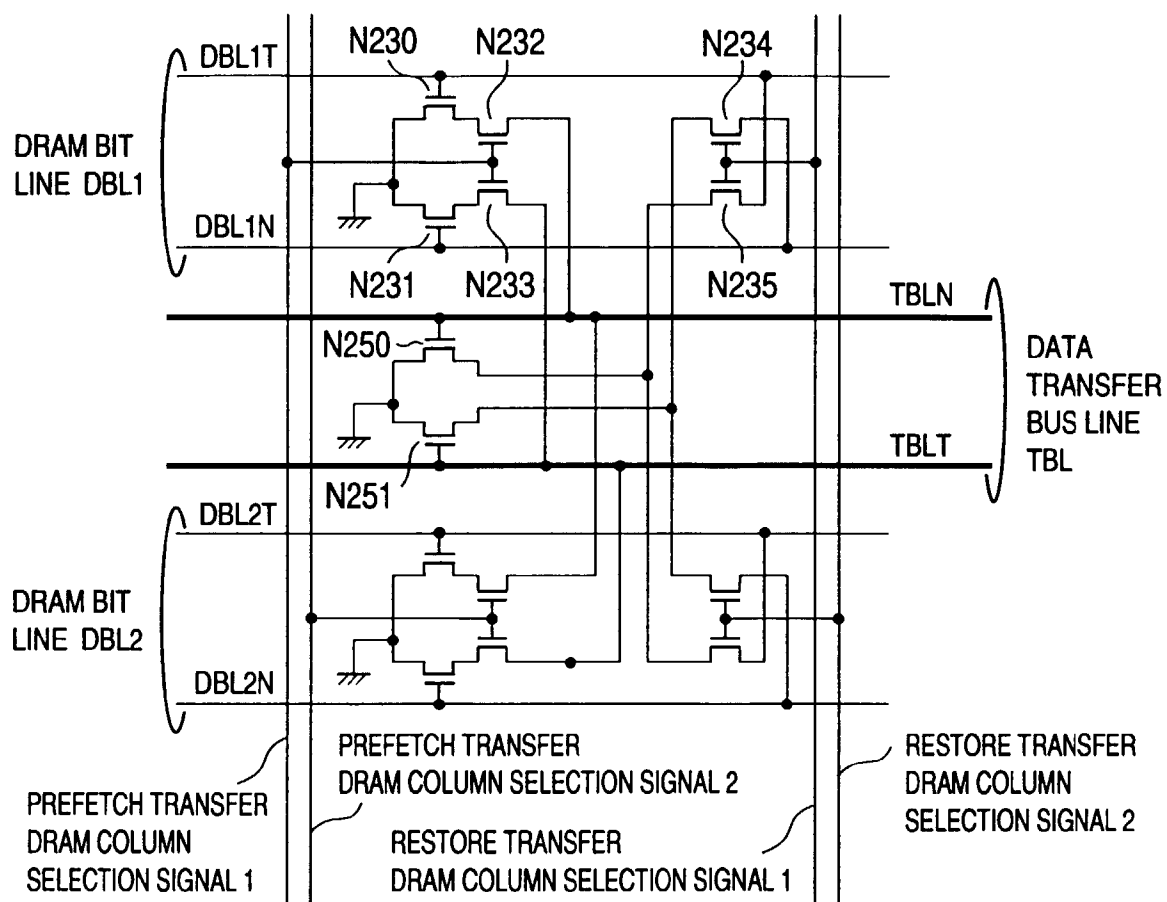 N230
N232
N234
DBL1T
DRAM BIT
LINE DBL1
DBL1N
N231
N233
N235
TBLN
N250
DATA
TRANSFER
BUS LINE
TBL
TBLT
N251
DBL2T
DRAM BIT
LINE DBL2
DBL2N
PREFETCH TRANSFER
DRAM COLUMN SELECTION SIGNAL 2
RESTORE TRANSFER
DRAM COLUMN
SELECTION SIGNAL 2
PREFETCH TRANSFER
DRAM COLUMN
SELECTION SIGNAL 1
RESTORE TRANSFER
DRAM COLUMN SELECTION SIGNAL 1